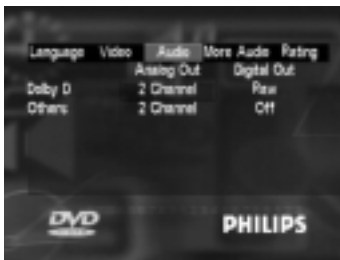 Language Video Audio More Audio Rating
Analog Out Digital Out
Dolby D 2 Channel Raw
Others 2 Channel Off
DVD PHILIPS